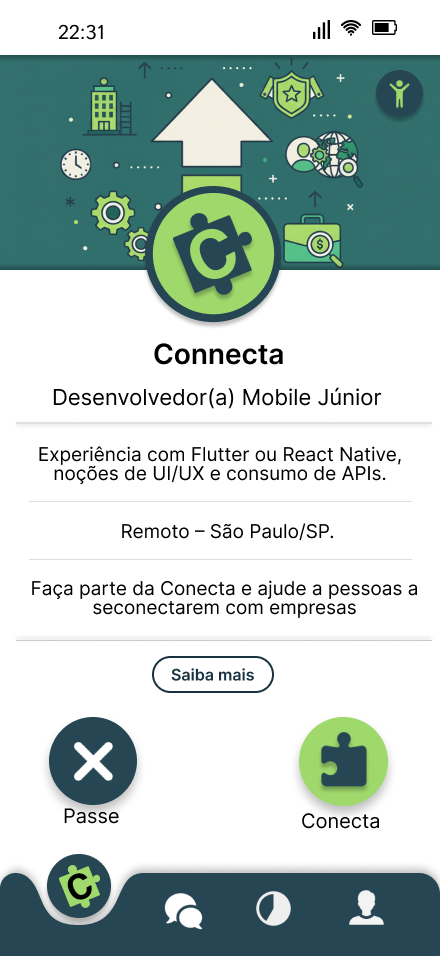 22:31
$
C
Connecta
Desenvolvedor(a) Mobile Júnior
Experiência com Flutter ou React Native,
noções de UI/UX e consumo de APIs.
Remoto – São Paulo/SP.
Faça parte da Conecta e ajude a pessoas a
seconectarem com empresas
Saiba mais
Passe
Conecta
C